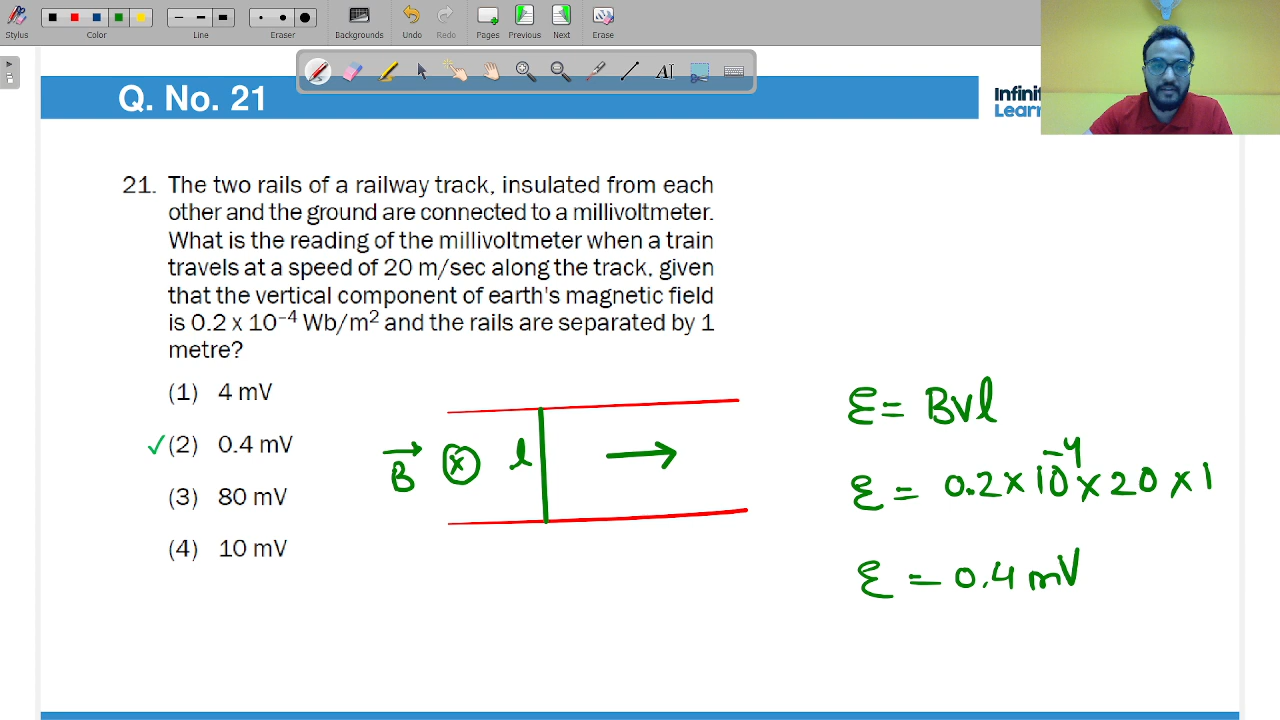 Stylus
Color
Line
Eraser
Backgrounds
Undo
Redo
Pages
Previous
Next
Erase
Q. No. 21
Infinit
Learn
21. The two rails of a railway track, insulated from each
other and the ground are connected to a millivoltmeter.
What is the reading of the millivoltmeter when a train
travels at a speed of 20 m/sec along the track, given
that the vertical component of earth's magnetic field
is 0.2 x 10⁻⁴ Wb/m² and the rails are separated by 1
metre?
(1) 4 mV
✓(2) 0.4 mV
(3) 80 mV
(4) 10 mV
B x l
ε = Bvl
ε = 0.2 × 10⁻⁴ × 20 × 1
ε = 0.4 mV